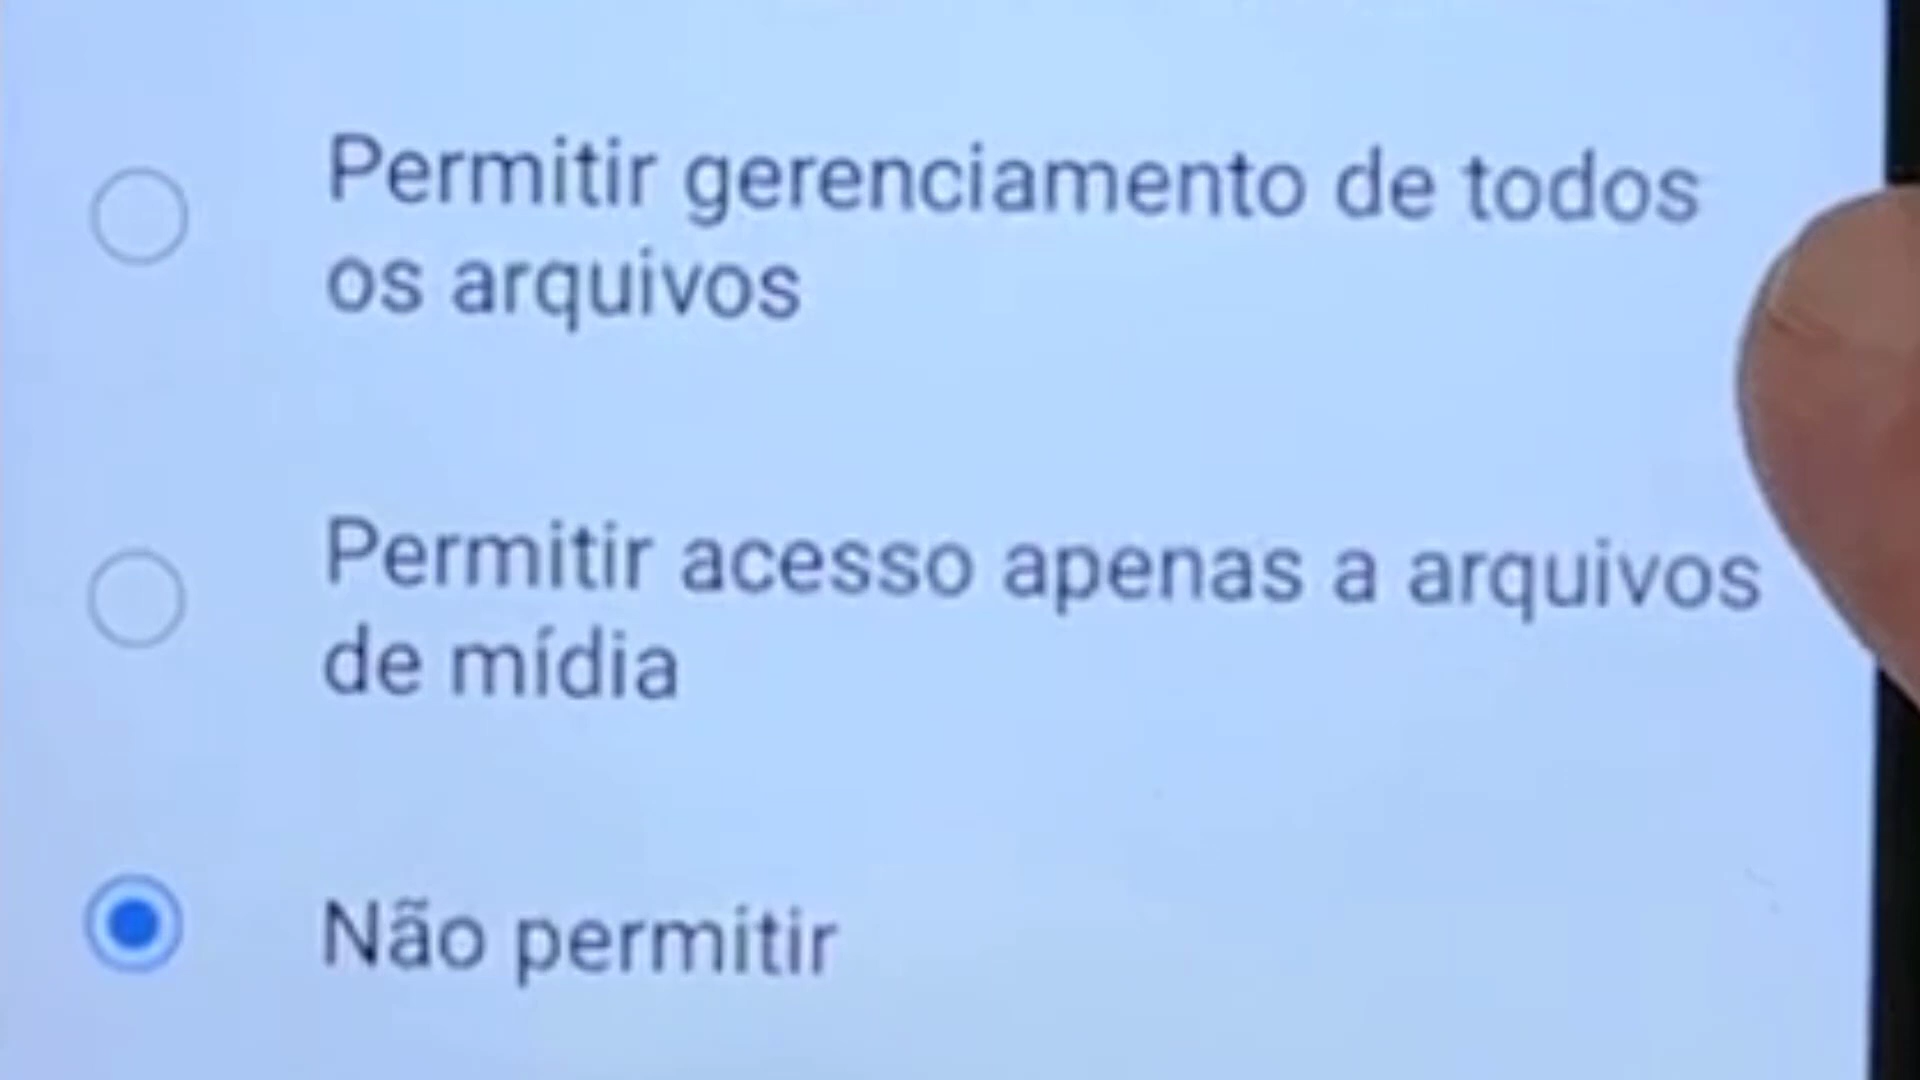 Permitir gerenciamento de todos
os arquivos
Permitir acesso apenas a arquivos
de mídia
Não permitir